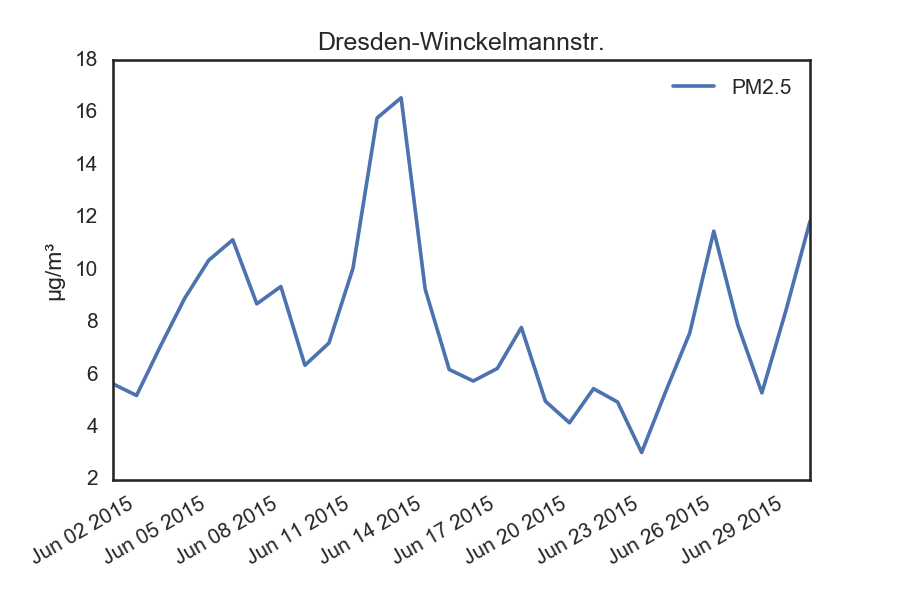 Dresden-Winckelmannstr.
18
16
14
12
10
8
6
4
2
µg/m³
PM2.5
Jun 02 2015
Jun 05 2015
Jun 08 2015
Jun 11 2015
Jun 14 2015
Jun 17 2015
Jun 20 2015
Jun 23 2015
Jun 26 2015
Jun 29 2015